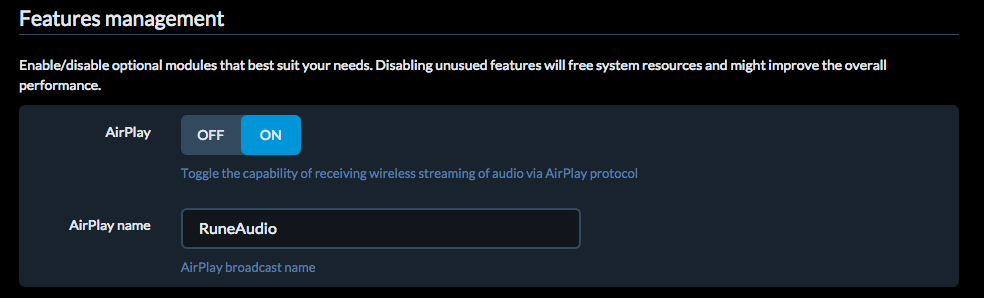 Features management
Enable/disable optional modules that best suit your needs. Disabling unusued features will free system resources and might improve the overall
performance.
AirPlay
OFF ON
Toggle the capability of receiving wireless streaming of audio via AirPlay protocol
AirPlay name
RuneAudio
AirPlay broadcast name